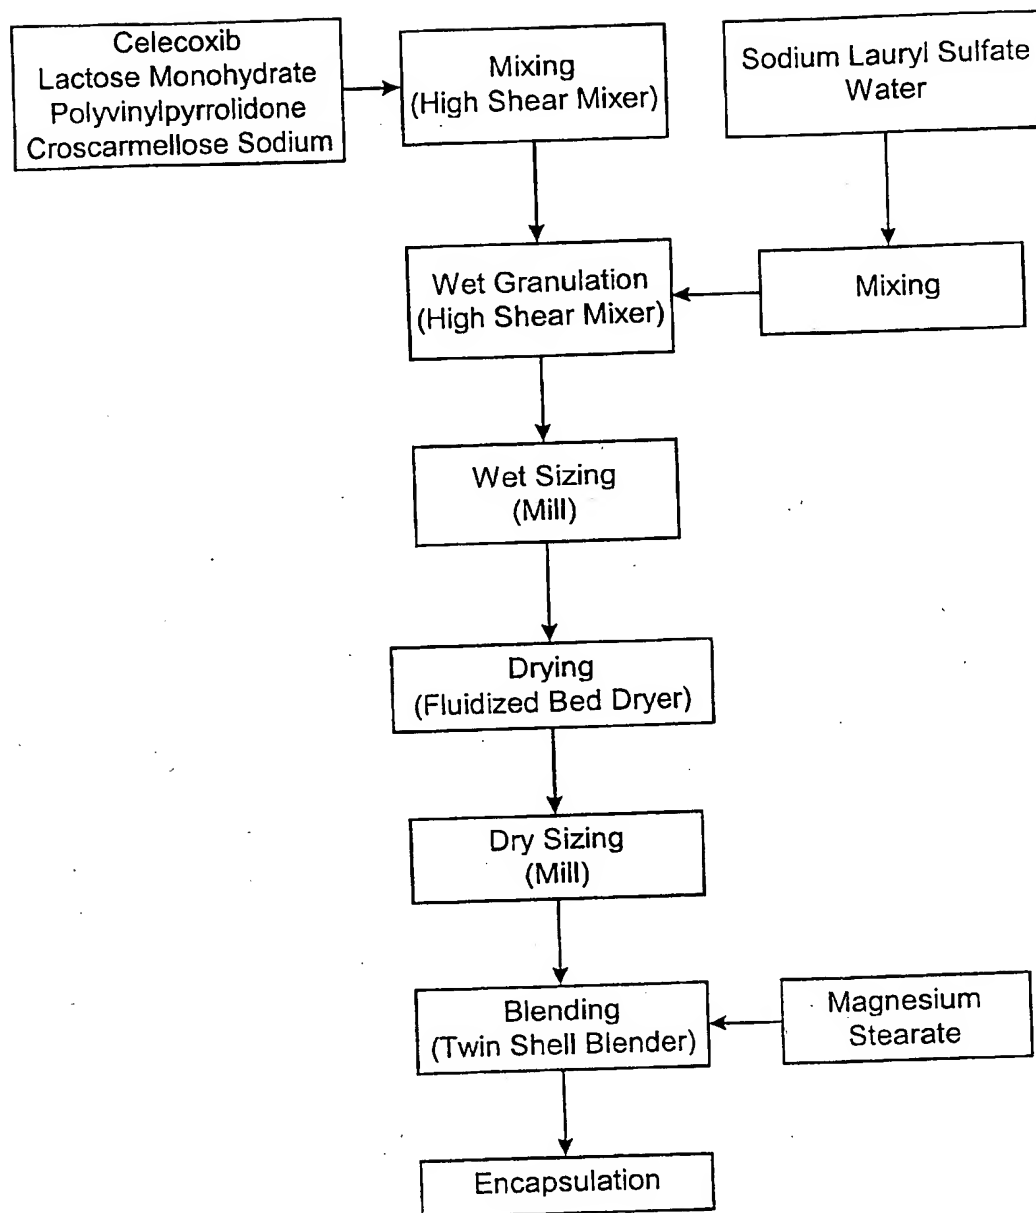 Celecoxib
Lactose Monohydrate
Polyvinylpyrrolidone
Croscarmellose Sodium
Mixing
(High Shear Mixer)
Sodium Lauryl Sulfate
Water
Wet Granulation
(High Shear Mixer)
Mixing
Wet Sizing
(Mill)
Drying
(Fluidized Bed Dryer)
Dry Sizing
(Mill)
Blending
(Twin Shell Blender)
Magnesium
Stearate
Encapsulation